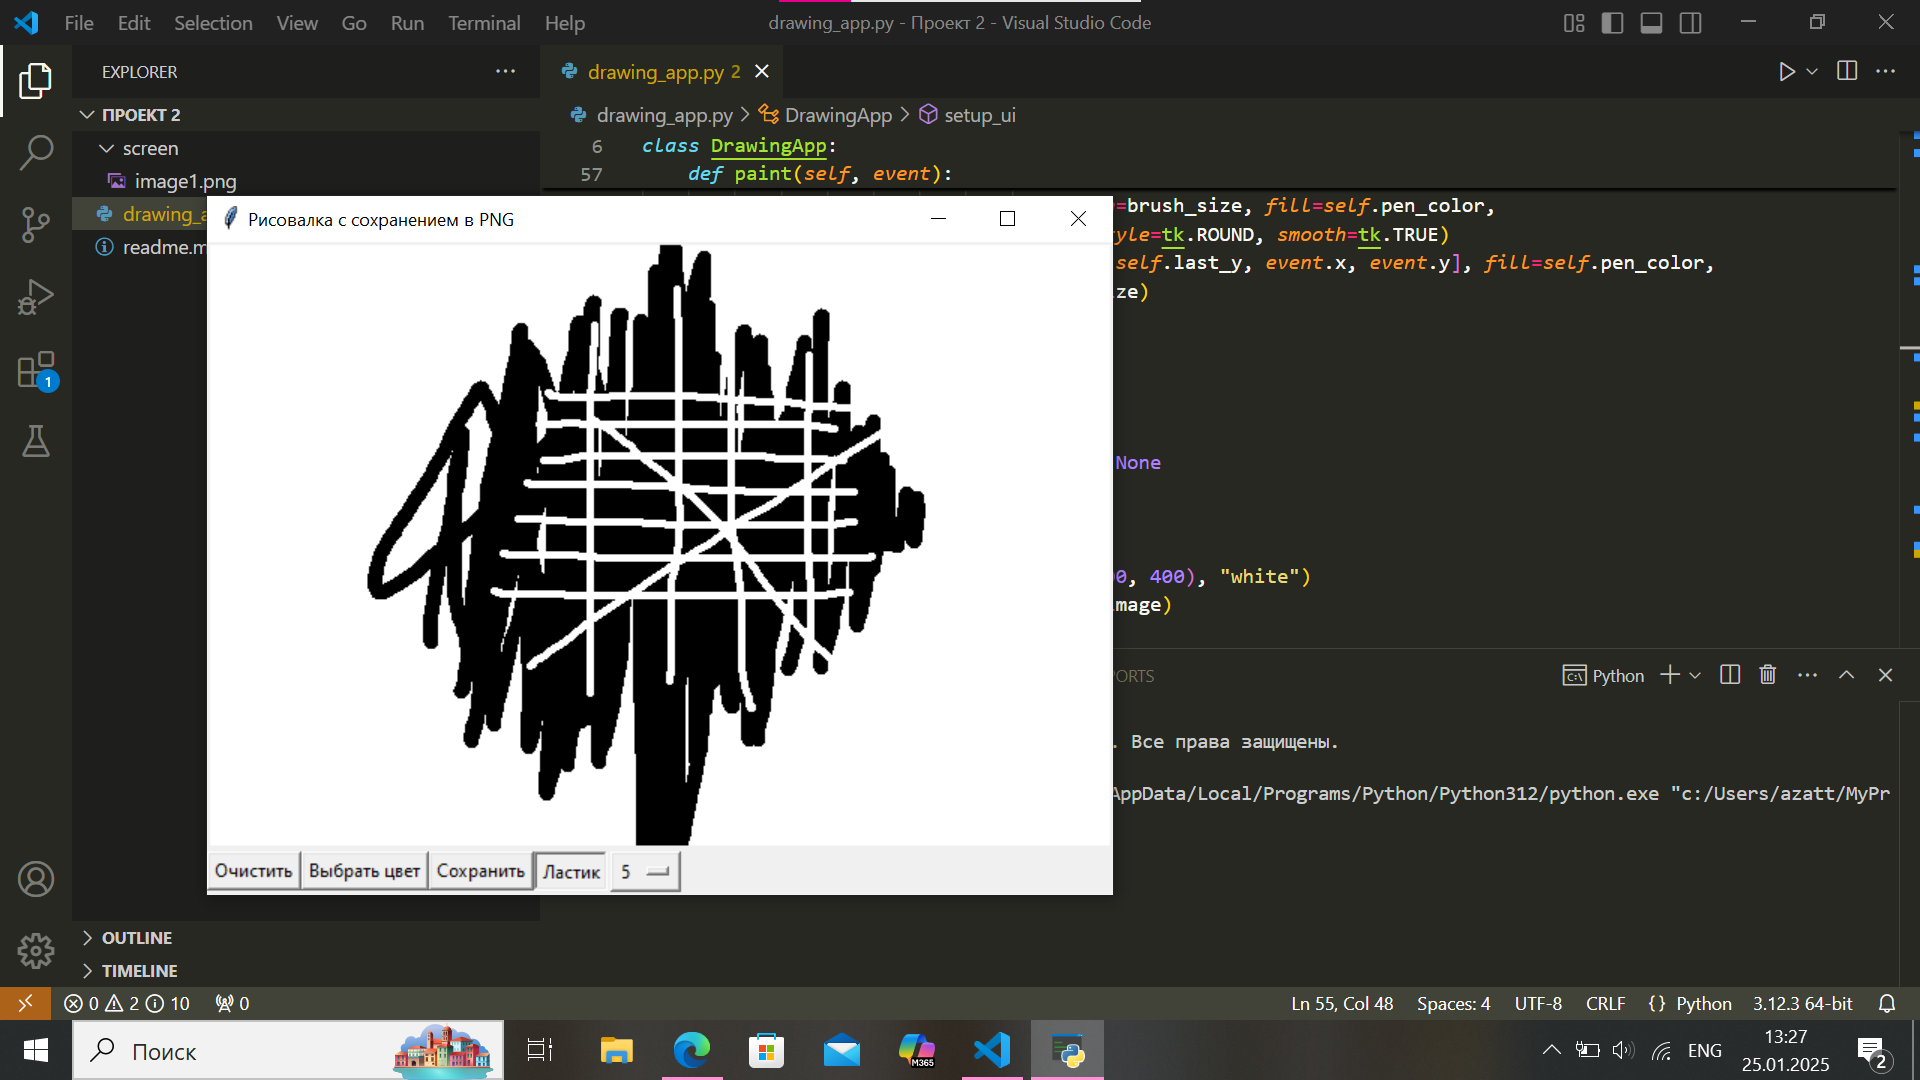 File Edit Selection View Go Run Terminal Help
drawing_app.py - Проект 2 - Visual Studio Code
EXPLORER
ПРОЕКТ 2
screen
image1.png
drawing_a
readme.m
1
drawing_app.py 2
drawing_app.py > DrawingApp > setup_ui
6 class DrawingApp:
57 def paint(self, event):
=brush_size, fill=self.pen_color,
yle=tk.ROUND, smooth=tk.TRUE)
self.last_y, event.x, event.y], fill=self.pen_color,
ize)
None
0, 400), "white")
image)
Рисовалка с сохранением в PNG
Очистить Выбрать цвет Сохранить Ластик 5
PORTS
Python
. Все права защищены.
AppData/Local/Programs/Python/Python312/python.exe "c:/Users/azatt/MyPr
OUTLINE
TIMELINE
0 2 10 0
Ln 55, Col 48 Spaces: 4 UTF-8 CRLF {} Python 3.12.3 64-bit
Поиск
M365
ENG
13:27
25.01.2025
2